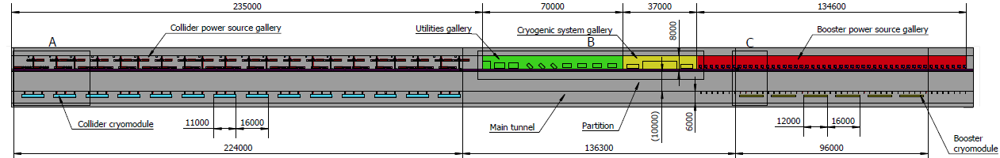 235000
70000
37000
134600
A
Collider power source gallery
Utilities gallery
B
Cryogenic system gallery
8000
C
Booster power source gallery
Collider cryomodule
11000
16000
Main tunnel
Partition
(10000)
6000
12000
16000
Booster
cryomodule
224000
136300
96000